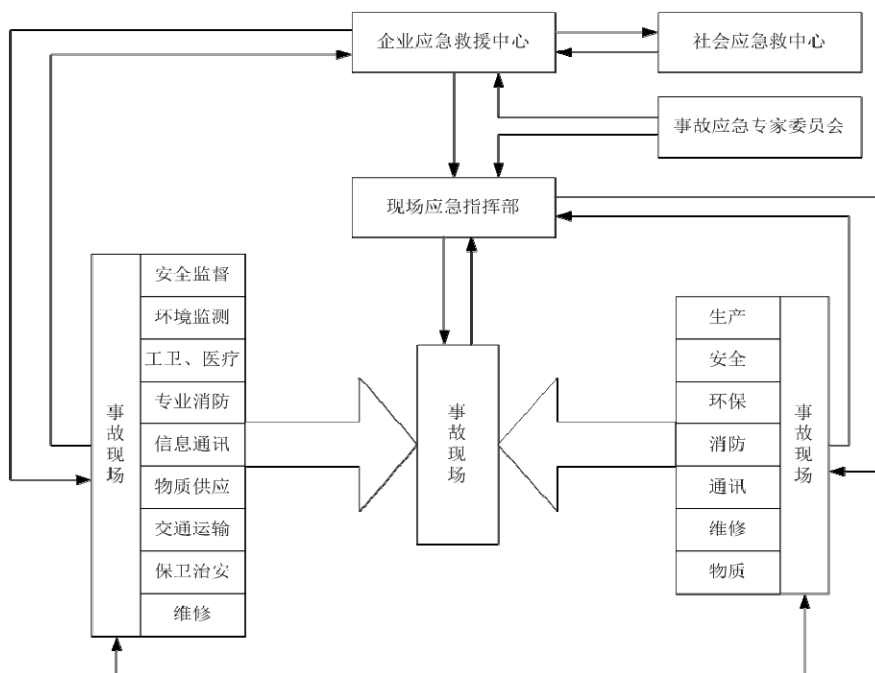 企业应急救援中心
社会应急救中心
事故应急专家委员会
现场应急指挥部
事故现场
安全监督
环境监测
工卫、医疗
专业消防
信息通讯
物质供应
交通运输
保卫治安
维修
事故现场
生产
安全
环保
消防
通讯
维修
物质
事故现场